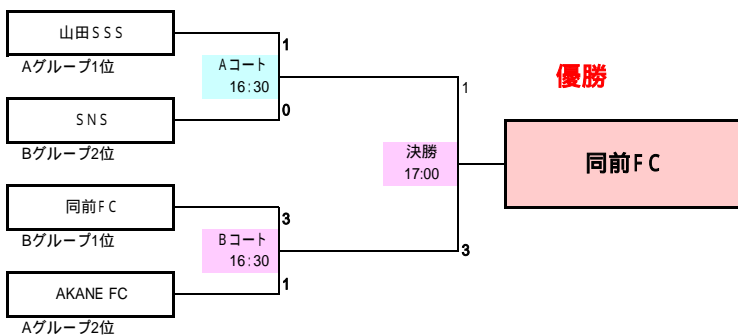 山田SSS
Aグループ1位
1
Aコート
16:30
0
SNS
Bグループ2位
同前FC
Bグループ1位
3
Bコート
16:30
1
AKANE FC
Aグループ2位
1
決勝
17:00
3
優勝
同前FC